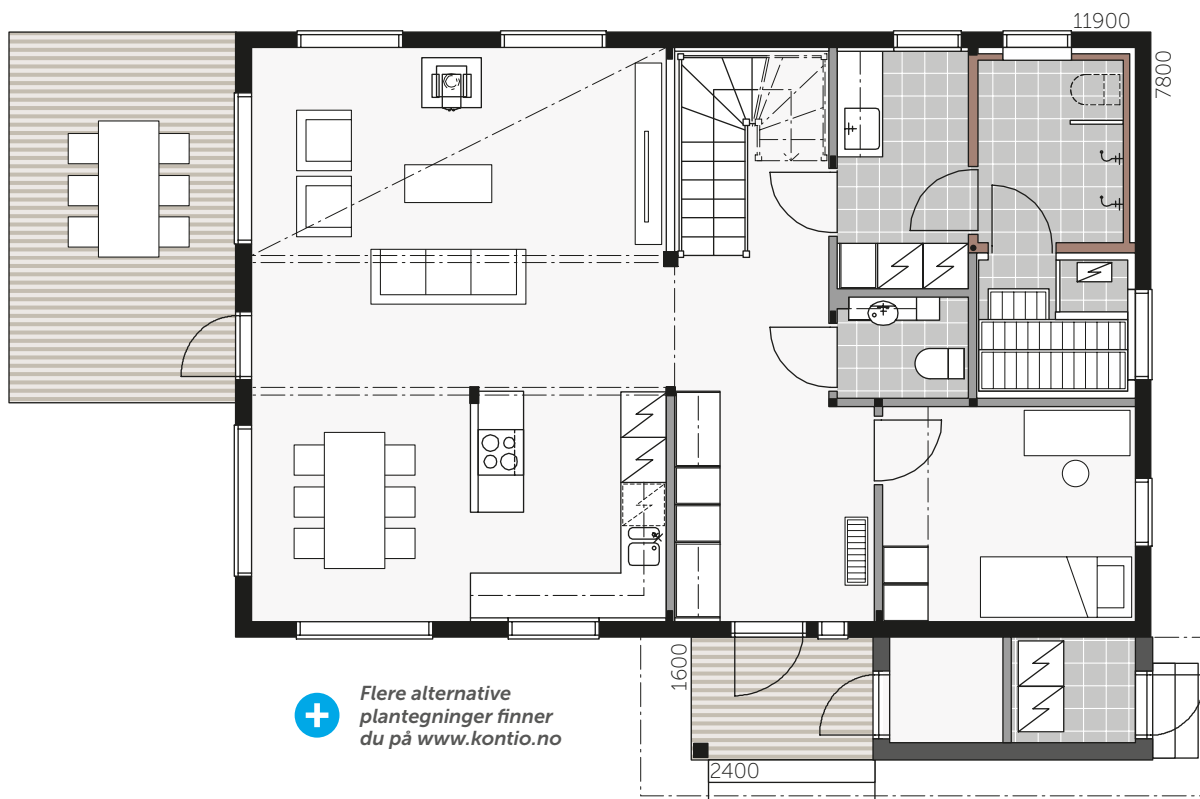 11900
7800
1600
2400
Flere alternative
plantegninger finner
du på www.kontio.no